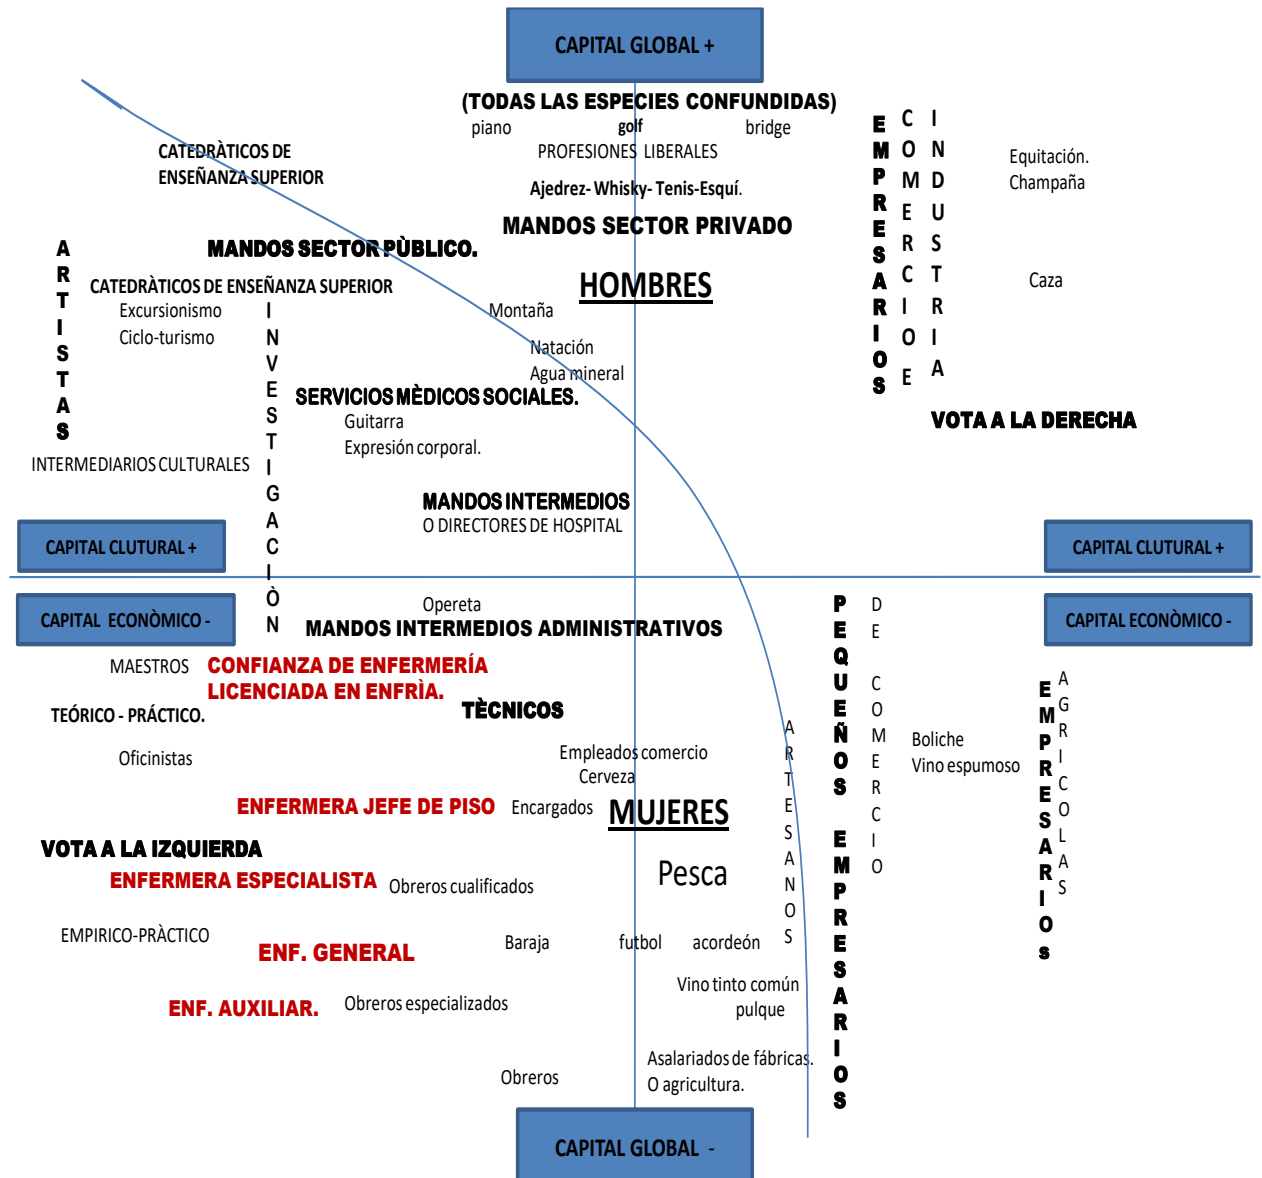 CAPITAL GLOBAL +
(TODAS LAS ESPECIES CONFUNDIDAS)
piano golf bridge
PROFESIONES LIBERALES
Ajedrez- Whisky- Tenis-Esquí.
MANDOS SECTOR PRIVADO
HOMBRES
CATEDRÀTICOS DE
ENSEÑANZA SUPERIOR
MANDOS SECTOR PÙBLICO.
CATEDRÀTICOS DE ENSEÑANZA SUPERIOR
Excursionismo
Ciclo-turismo
ARTISTAS
INVESTIGACIÒN
Montaña
Natación
Agua mineral
SERVICIOS MÈDICOS SOCIALES.
Guitarra
Expresión corporal.
INTERMEDIARIOS CULTURALES
MANDOS INTERMEDIOS
O DIRECTORES DE HOSPITAL
EMPRESARIOS
COMERCIO E
INDUSTRIA
Equitación.
Champaña
Caza
VOTA A LA DERECHA
CAPITAL CLUTURAL +
CAPITAL CLUTURAL +
CAPITAL ECONÒMICO -
CAPITAL ECONÒMICO -
Opereta
MANDOS INTERMEDIOS ADMINISTRATIVOS
MAESTROS
CONFIANZA DE ENFERMERÍA
LICENCIADA EN ENFRÌA.
TEÓRICO - PRÁCTICO.
TÈCNICOS
Oficinistas
Empleados comercio
Cerveza
ENFERMERA JEFE DE PISO
Encargados
MUJERES
VOTA A LA IZQUIERDA
ENFERMERA ESPECIALISTA
Obreros cualificados
Pesca
EMPIRICO-PRÀCTICO
ENF. GENERAL
Baraja futbol acordeón
ENF. AUXILIAR.
Obreros especializados
Vino tinto común
pulque
Obreros
Asalariados de fábricas.
O agricultura.
ARTESANOS
PEQUEÑOS EMPRESARIOS
DE COMERCIO
Boliche
Vino espumoso
EMPRESARIOs
AGRICOLAS
CAPITAL GLOBAL -